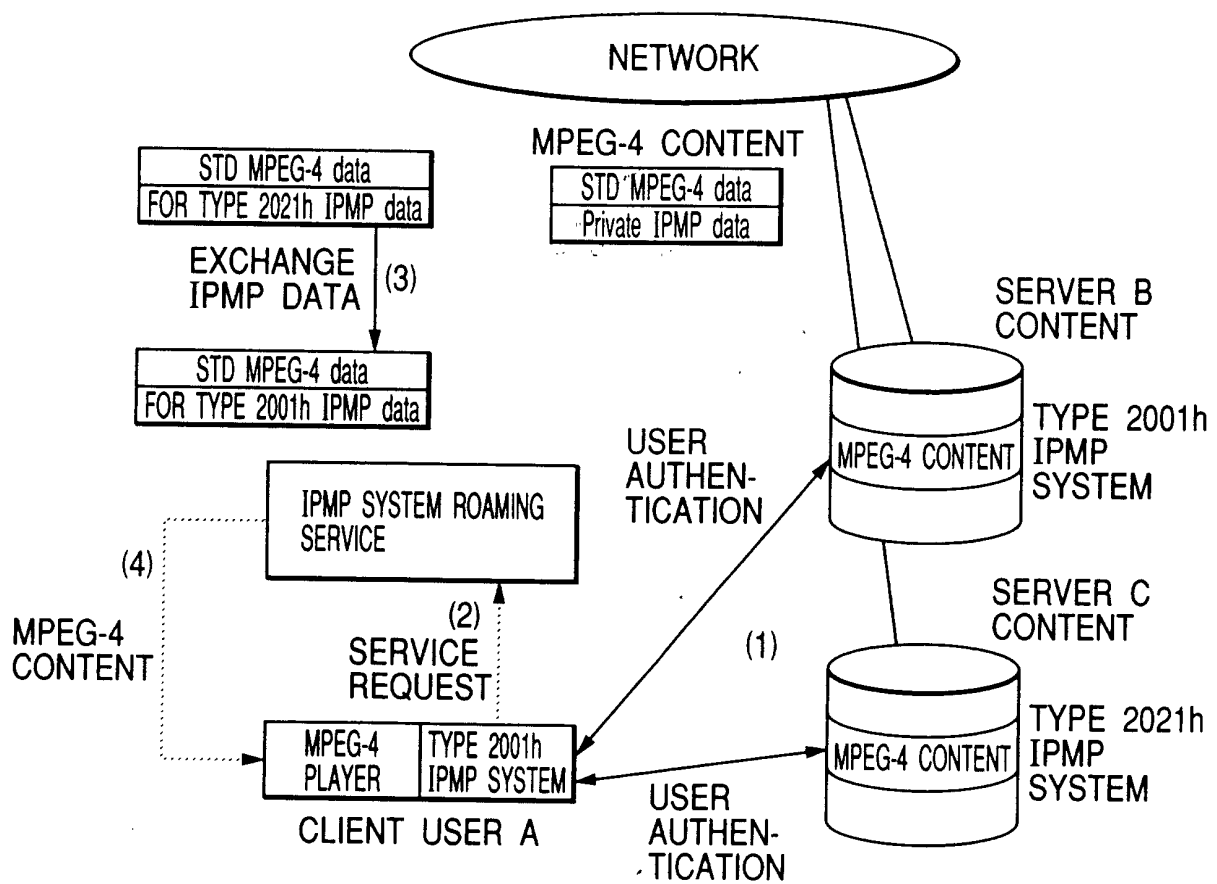 NETWORK
MPEG-4 CONTENT
STD MPEG-4 data
Private IPMP data
STD MPEG-4 data
FOR TYPE 2021h IPMP data
EXCHANGE
IPMP DATA
(3)
STD MPEG-4 data
FOR TYPE 2001h IPMP data
SERVER B
CONTENT
MPEG-4 CONTENT
TYPE 2001h
IPMP
SYSTEM
USER
AUTHEN-
TICATION
IPMP SYSTEM ROAMING
SERVICE
(4)
MPEG-4
CONTENT
(2)
SERVICE
REQUEST
(1)
SERVER C
CONTENT
MPEG-4 CONTENT
TYPE 2021h
IPMP
SYSTEM
MPEG-4
PLAYER
TYPE 2001h
IPMP SYSTEM
CLIENT USER A
USER
AUTHEN-
TICATION